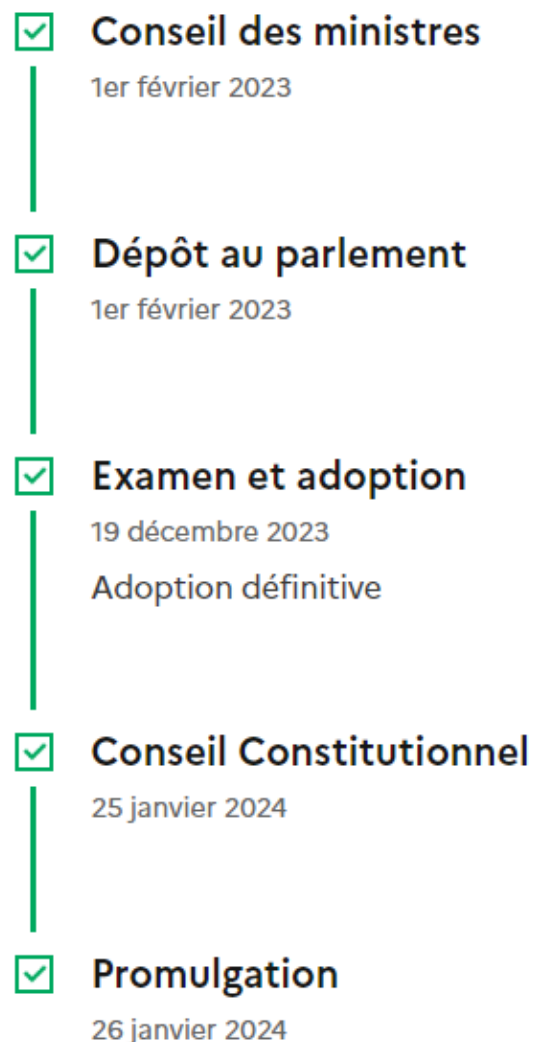 Conseil des ministres
1er février 2023
Dépôt au parlement
1er février 2023
Examen et adoption
19 décembre 2023
Adoption définitive
Conseil Constitutionnel
25 janvier 2024
Promulgation
26 janvier 2024